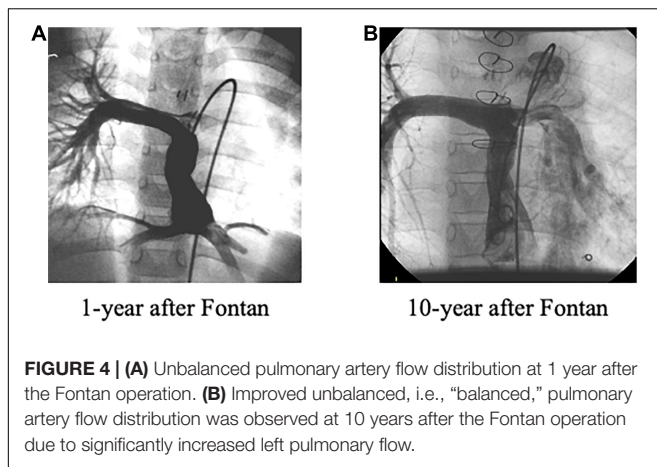 A
B
1-year after Fontan
10-year after Fontan
FIGURE 4 | (A) Unbalanced pulmonary artery flow distribution at 1 year after
the Fontan operation. (B) Improved unbalanced, i.e., “balanced,” pulmonary
artery flow distribution was observed at 10 years after the Fontan operation
due to significantly increased left pulmonary flow.